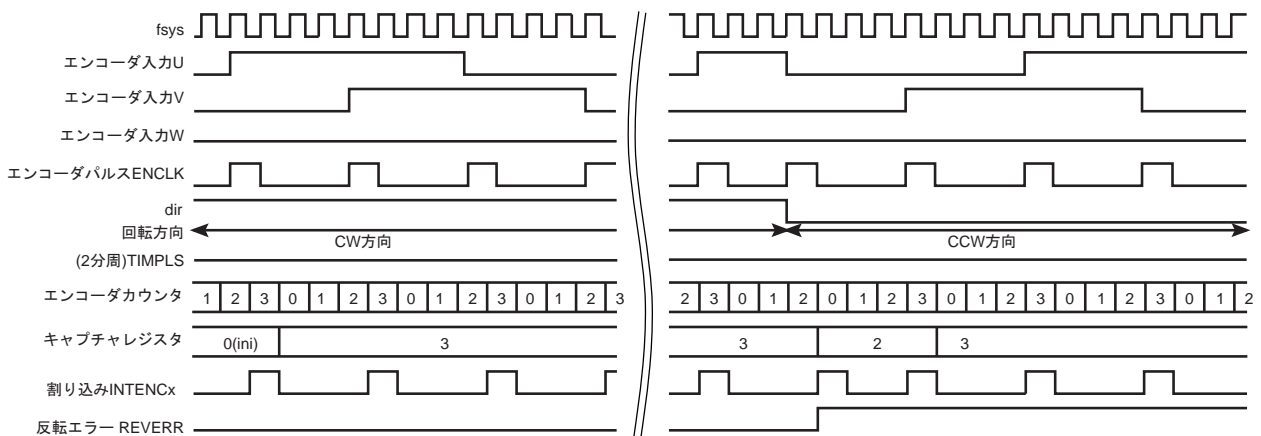 fsys
エンコーダ入力U
エンコーダ入力V
エンコーダ入力W
エンコーダパルスENCLK
dir
回転方向
CW方向
CCW方向
(2分周)TIMPLS
エンコーダカウンタ 1 2 3 0 1 2 3 0 1 2 3 0 1 2 3 2 3 0 1 2 0 1 2 3 0 1 2 3 0 1 2 3 0 1 2
キャプチャレジスタ 0(ini) 3 3 2 3
割り込みINTENCx
反転エラー REVERR